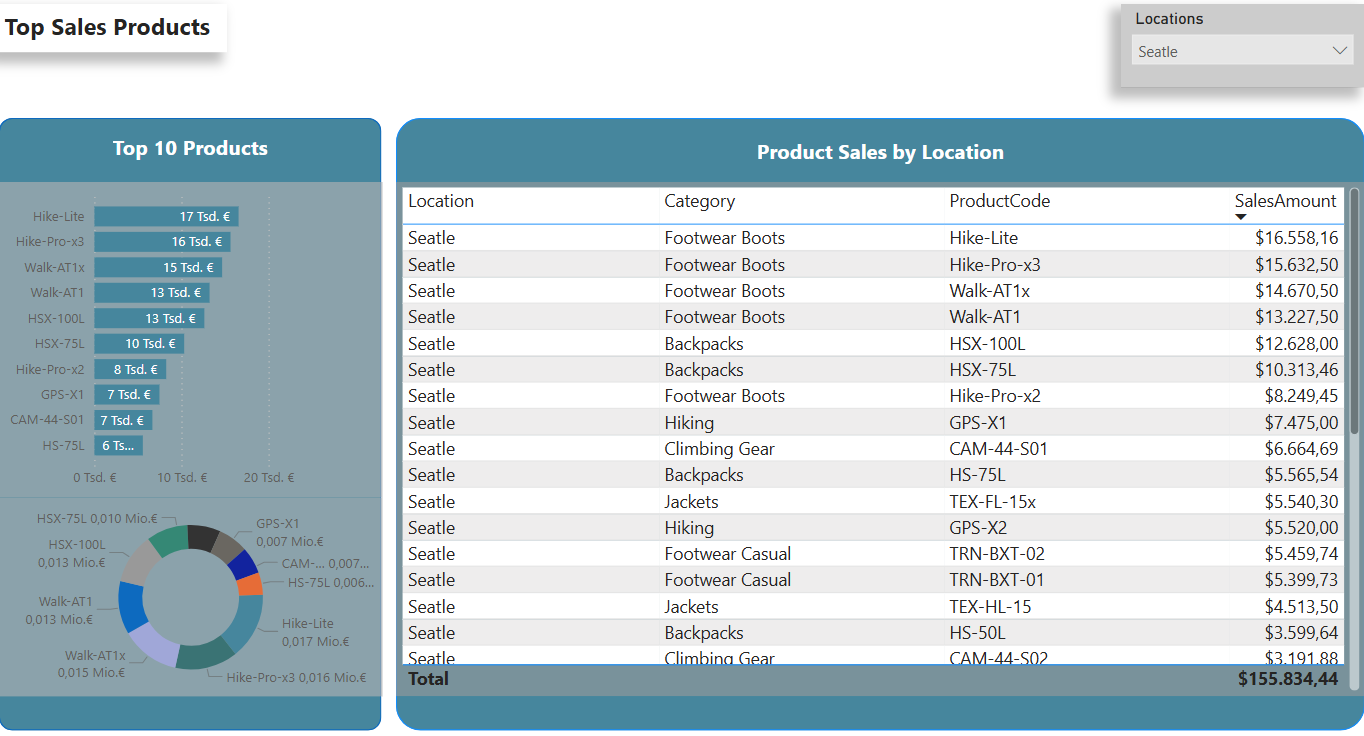 Top Sales Products
Locations
Seatle
Top 10 Products
Hike-Lite 17 Tsd. €
Hike-Pro-x3 16 Tsd. €
Walk-AT1x 15 Tsd. €
Walk-AT1 13 Tsd. €
HSX-100L 13 Tsd. €
HSX-75L 10 Tsd. €
Hike-Pro-x2 8 Tsd. €
GPS-X1 7 Tsd. €
CAM-44-S01 7 Tsd. €
HS-75L 6 Ts...
0 Tsd. € 10 Tsd. € 20 Tsd. €
HSX-75L 0,010 Mio.€
GPS-X1
0,007 Mio.€
HSX-100L
0,013 Mio.€
CAM-... 0,007...
HS-75L 0,006...
Walk-AT1
0,013 Mio.€
Hike-Lite
0,017 Mio.€
Walk-AT1x
0,015 Mio.€
Hike-Pro-x3 0,016 Mio.€
Product Sales by Location
Location Category ProductCode SalesAmount
Seatle Footwear Boots Hike-Lite $16.558,16
Seatle Footwear Boots Hike-Pro-x3 $15.632,50
Seatle Footwear Boots Walk-AT1x $14.670,50
Seatle Footwear Boots Walk-AT1 $13.227,50
Seatle Backpacks HSX-100L $12.628,00
Seatle Backpacks HSX-75L $10.313,46
Seatle Footwear Boots Hike-Pro-x2 $8.249,45
Seatle Hiking GPS-X1 $7.475,00
Seatle Climbing Gear CAM-44-S01 $6.664,69
Seatle Backpacks HS-75L $5.565,54
Seatle Jackets TEX-FL-15x $5.540,30
Seatle Hiking GPS-X2 $5.520,00
Seatle Footwear Casual TRN-BXT-02 $5.459,74
Seatle Footwear Casual TRN-BXT-01 $5.399,73
Seatle Jackets TEX-HL-15 $4.513,50
Seatle Backpacks HS-50L $3.599,64
Seatle Climbing Gear CAM-44-S02 $3.191,88
Total $155.834,44